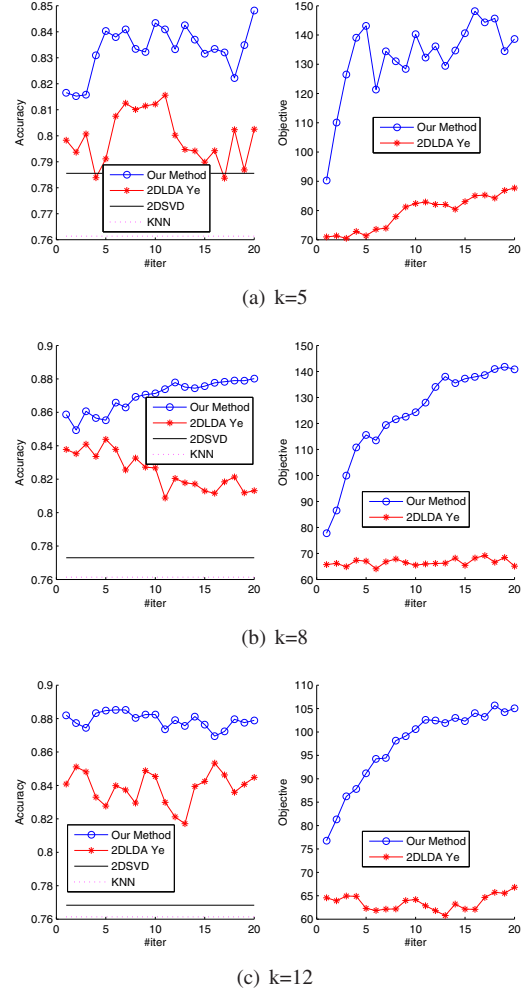 0.85
0.84
0.83
0.82
0.81
0.8
0.79
0.78
0.77
0.76
Accuracy
0 5 10 15 20
#iter
Our Method
2DLDA Ye
2DSVD
KNN
150
140
130
120
110
100
90
80
70
Objective
0 5 10 15 20
#iter
Our Method
2DLDA Ye
(a) k=5
0.9
0.88
0.86
0.84
0.82
0.8
0.78
0.76
Accuracy
0 5 10 15 20
#iter
Our Method
2DLDA Ye
2DSVD
KNN
150
140
130
120
110
100
90
80
70
60
Objective
0 5 10 15 20
#iter
Our Method
2DLDA Ye
(b) k=8
0.9
0.88
0.86
0.84
0.82
0.8
0.78
0.76
Accuracy
0 5 10 15 20
#iter
Our Method
2DLDA Ye
2DSVD
KNN
105
110
100
95
90
85
80
75
70
65
60
Objective
0 5 10 15 20
#iter
Our Method
2DLDA Ye
(c) k=12